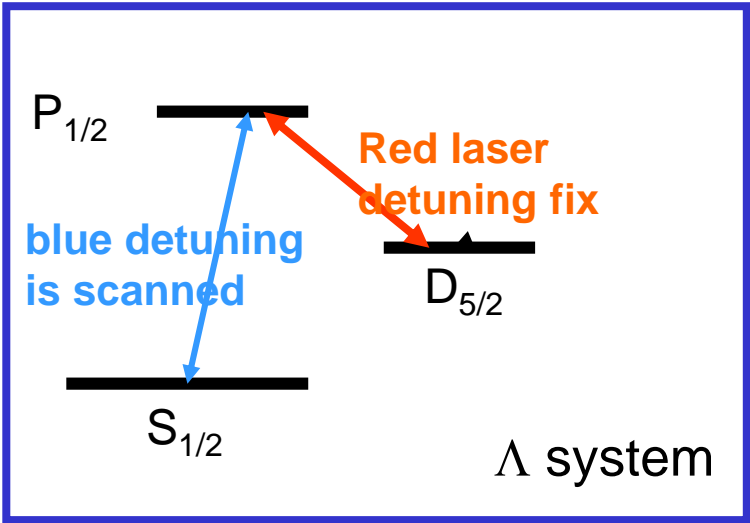 P1/2
Red laser
detuning fix
blue detuning
is scanned
D5/2
S1/2
Λ system